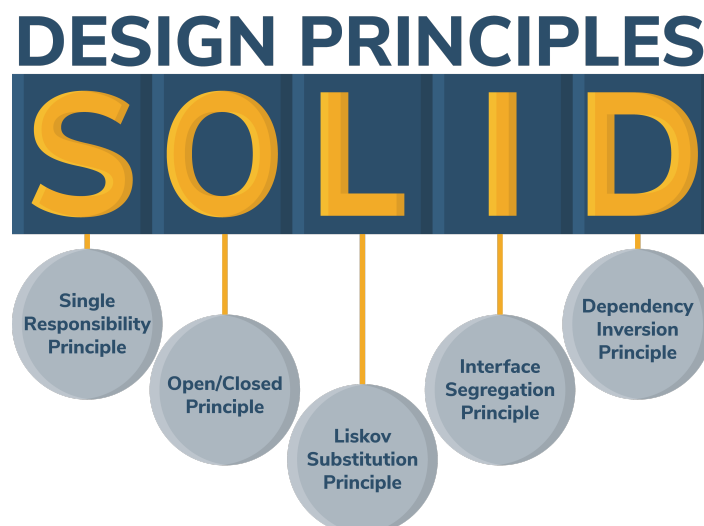 DESIGN PRINCIPLES
SOLID
Single
Responsibility
Principle
Open/Closed
Principle
Liskov
Substitution
Principle
Interface
Segregation
Principle
Dependency
Inversion
Principle